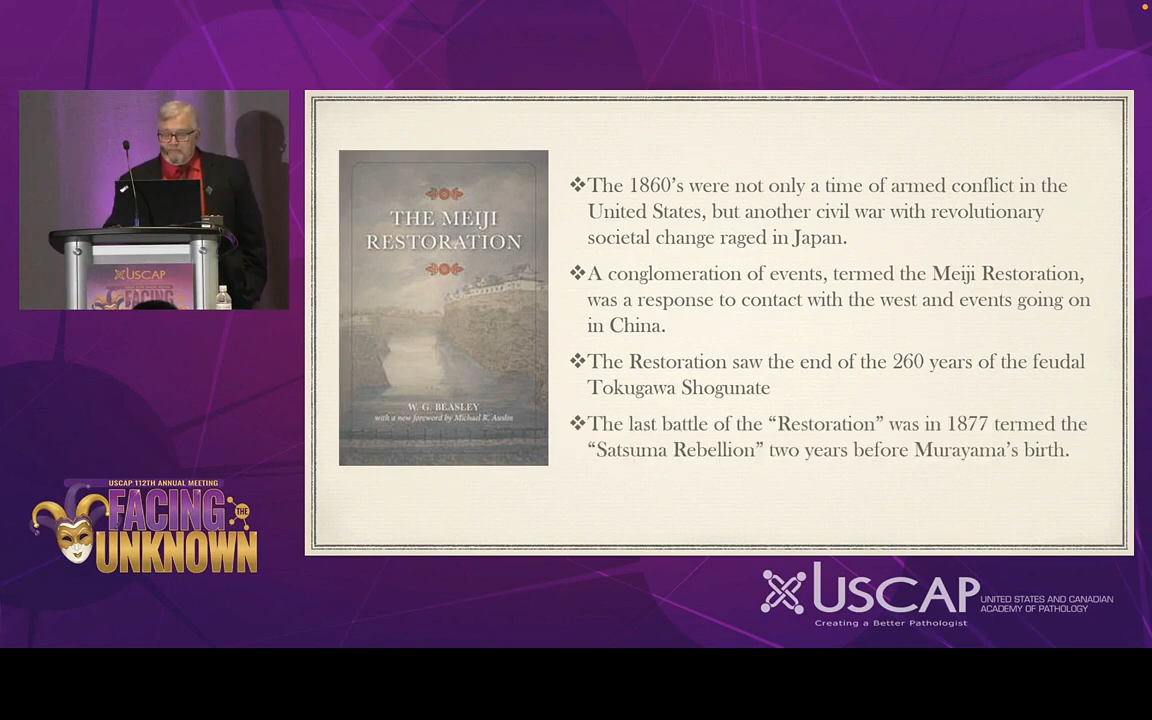 THE MEIJI
RESTORATION
W. G. BEASLEY
with a new foreword by Michael R. Auslin
❖The 1860's were not only a time of armed conflict in the
United States, but another civil war with revolutionary
societal change raged in Japan.
❖A conglomeration of events, termed the Meiji Restoration,
was a response to contact with the west and events going on
in China.
❖The Restoration saw the end of the 260 years of the feudal
Tokugawa Shogunate
❖The last battle of the “Restoration” was in 1877 termed the
“Satsuma Rebellion” two years before Murayama’s birth.
USCAP
FACING
USCAP 112TH ANNUAL MEETING
FACING THE
UNKNOWN
USCAP
UNITED STATES AND CANADIAN
ACADEMY OF PATHOLOGY
Creating a Better Pathologist